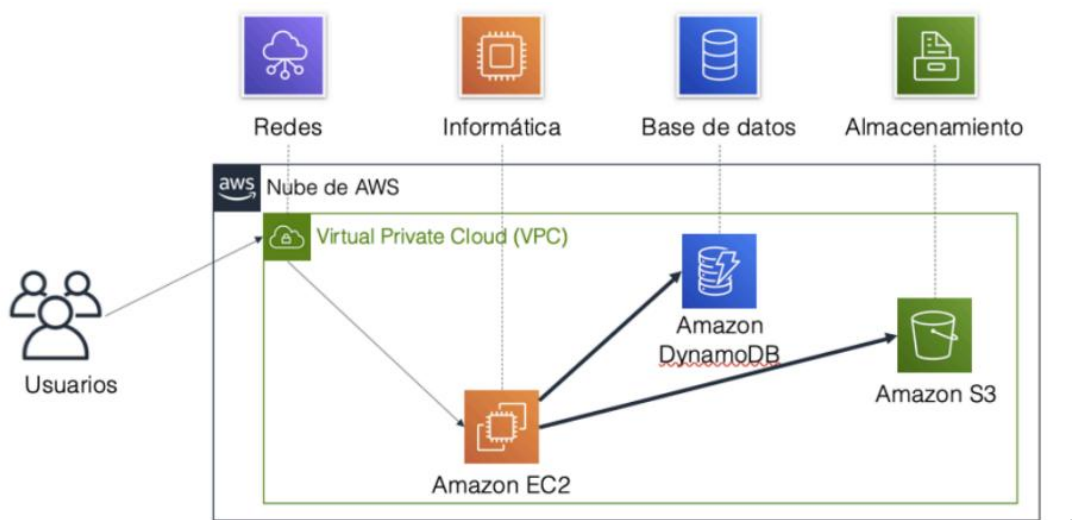 Redes
Informática
Base de datos
Almacenamiento
aws
Nube de AWS
Virtual Private Cloud (VPC)
Usuarios
Amazon
DynamoDB
Amazon S3
Amazon EC2